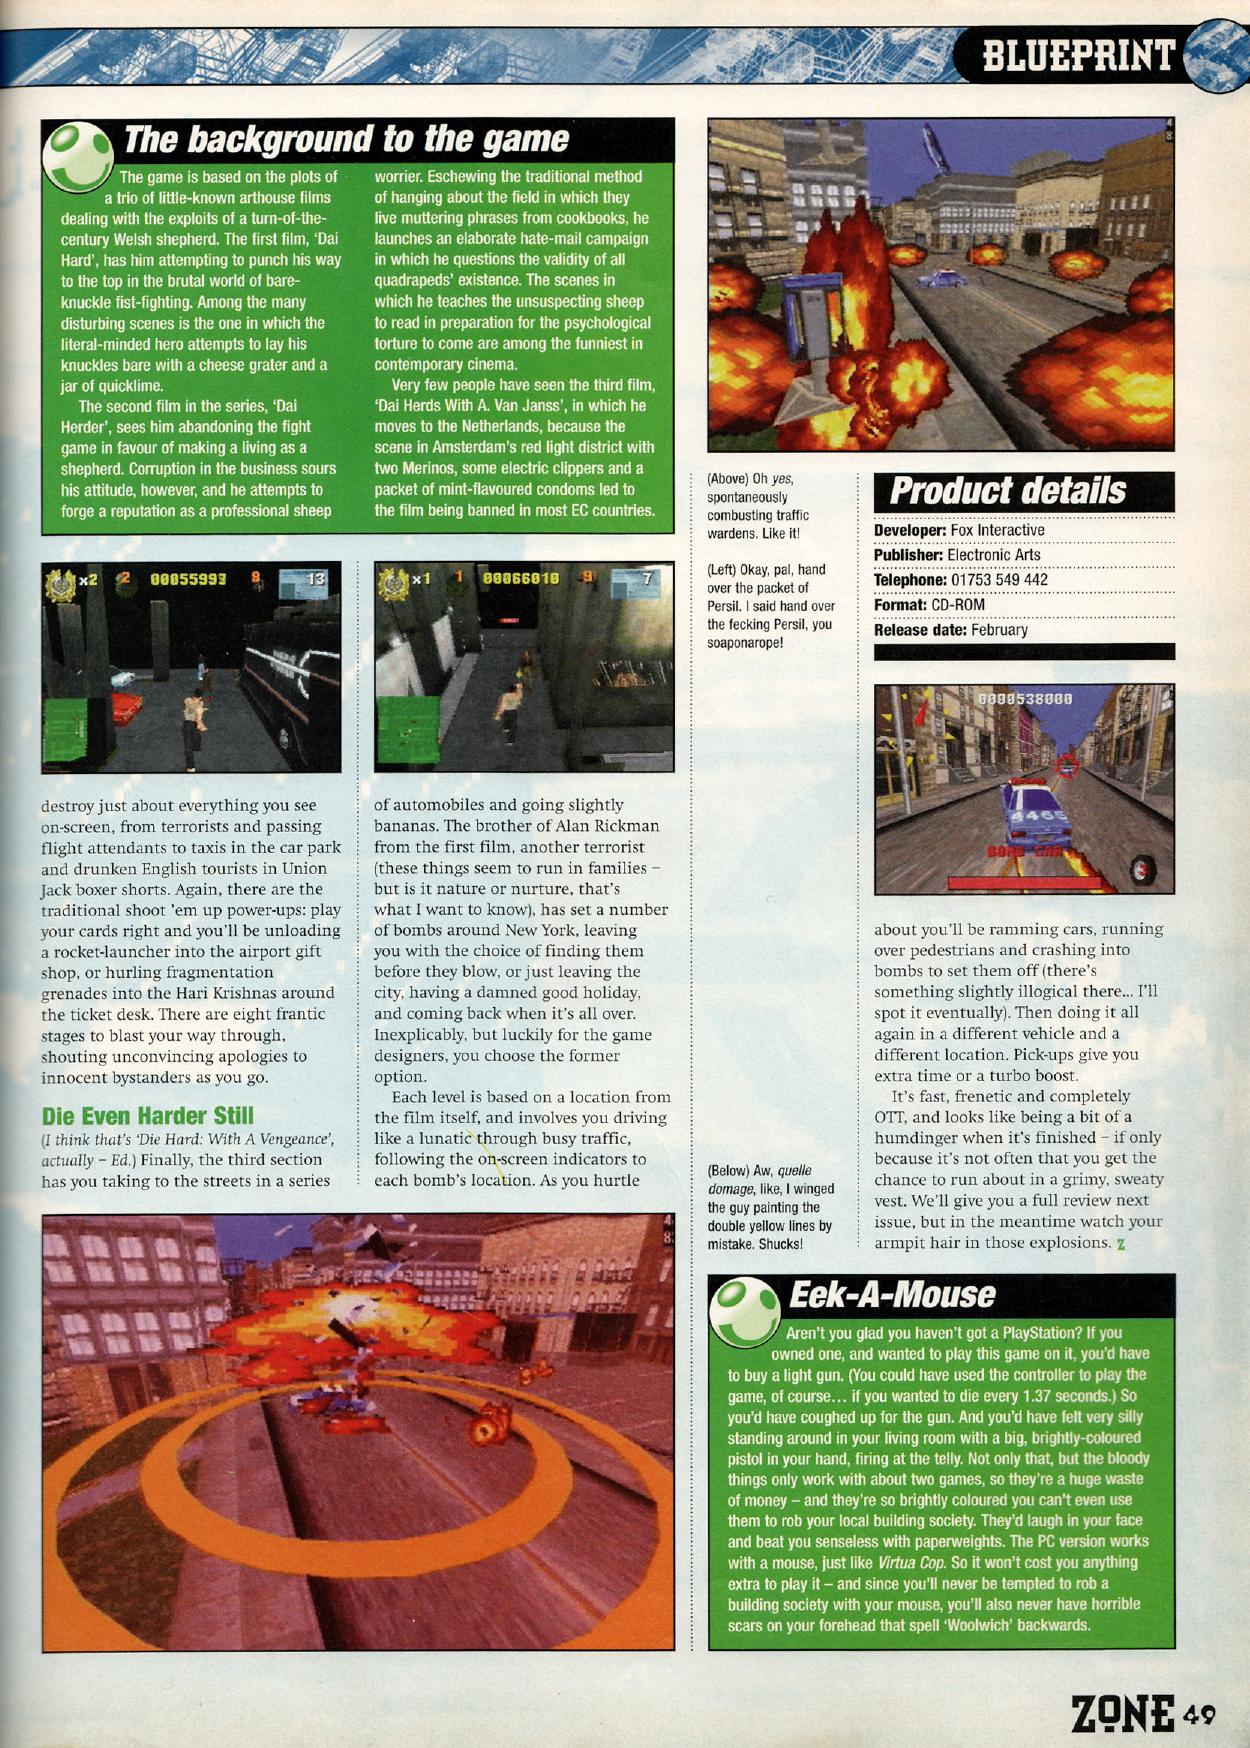 BLUEPRINT
The background to the game
The game is based on the plots of
a trio of little-known arthouse films
dealing with the exploits of a turn-of-the-
century Welsh shepherd. The first film, ‘Dai
Hard’, has him attempting to punch his way
to the top in the brutal world of bare-
knuckle fist-fighting. Among the many
disturbing scenes is the one in which the
literal-minded hero attempts to lay his
knuckles bare with a cheese grater and a
jar of quicklime.
The second film in the series, ‘Dai
Herder’, sees him abandoning the fight
game in favour of making a living as a
shepherd. Corruption in the business sours
his attitude, however, and he attempts to
forge a reputation as a professional sheep
worrier. Eschewing the traditional method
of hanging about the field in which they
live muttering phrases from cookbooks, he
launches an elaborate hate-mail campaign
in which he questions the validity of all
quadrapeds’ existence. The scenes in
which he teaches the unsuspecting sheep
to read in preparation for the psychological
torture to come are among the funniest in
contemporary cinema.
Very few people have seen the third film,
‘Dai Herds With A. Van Janss’, in which he
moves to the Netherlands, because the
scene in Amsterdam’s red light district with
two Merinos, some electric clippers and a
packet of mint-flavoured condoms led to
the film being banned in most EC countries.
(Above) Oh yes,
spontaneously
combusting traffic
wardens. Like it!
(Left) Okay, pal, hand
over the packet of
Persil. I said hand over
the fecking Persil, you
soaponarope!
Product details
Developer: Fox Interactive
Publisher: Electronic Arts
Telephone: 01753 549 442
Format: CD-ROM
Release date: February
x2 2 00055993 9 13
x1 1 00066010 9 7
0000538000
4465
BOMB CAR
3
destroy just about everything you see
on-screen, from terrorists and passing
flight attendants to taxis in the car park
and drunken English tourists in Union
Jack boxer shorts. Again, there are the
traditional shoot ’em up power-ups: play
your cards right and you’ll be unloading
a rocket-launcher into the airport gift
shop, or hurling fragmentation
grenades into the Hari Krishnas around
the ticket desk. There are eight frantic
stages to blast your way through,
shouting unconvincing apologies to
innocent bystanders as you go.
Die Even Harder Still
(I think that’s ‘Die Hard: With A Vengeance’,
actually – Ed.) Finally, the third section
has you taking to the streets in a series
of automobiles and going slightly
bananas. The brother of Alan Rickman
from the first film, another terrorist
(these things seem to run in families –
but is it nature or nurture, that’s
what I want to know), has set a number
of bombs around New York, leaving
you with the choice of finding them
before they blow, or just leaving the
city, having a damned good holiday,
and coming back when it’s all over.
Inexplicably, but luckily for the game
designers, you choose the former
option.
Each level is based on a location from
the film itself, and involves you driving
like a lunatic through busy traffic,
following the on-screen indicators to
each bomb’s location. As you hurtle
about you’ll be ramming cars, running
over pedestrians and crashing into
bombs to set them off (there’s
something slightly illogical there... I’ll
spot it eventually). Then doing it all
again in a different vehicle and a
different location. Pick-ups give you
extra time or a turbo boost.
It’s fast, frenetic and completely
OTT, and looks like being a bit of a
humdinger when it’s finished – if only
because it’s not often that you get the
chance to run about in a grimy, sweaty
vest. We’ll give you a full review next
issue, but in the meantime watch your
armpit hair in those explosions. Z
(Below) Aw, quelle
domage, like, I winged
the guy painting the
double yellow lines by
mistake. Shucks!
Eek-A-Mouse
Aren’t you glad you haven’t got a PlayStation? If you
owned one, and wanted to play this game on it, you’d have
to buy a light gun. (You could have used the controller to play the
game, of course... if you wanted to die every 1.37 seconds.) So
you’d have coughed up for the gun. And you’d have felt very silly
standing around in your living room with a big, brightly-coloured
pistol in your hand, firing at the telly. Not only that, but the bloody
things only work with about two games, so they’re a huge waste
of money – and they’re so brightly coloured you can’t even use
them to rob your local building society. They’d laugh in your face
and beat you senseless with paperweights. The PC version works
with a mouse, just like Virtua Cop. So it won’t cost you anything
extra to play it – and since you’ll never be tempted to rob a
building society with your mouse, you’ll also never have horrible
scars on your forehead that spell ‘Woolwich’ backwards.
ZONE 49